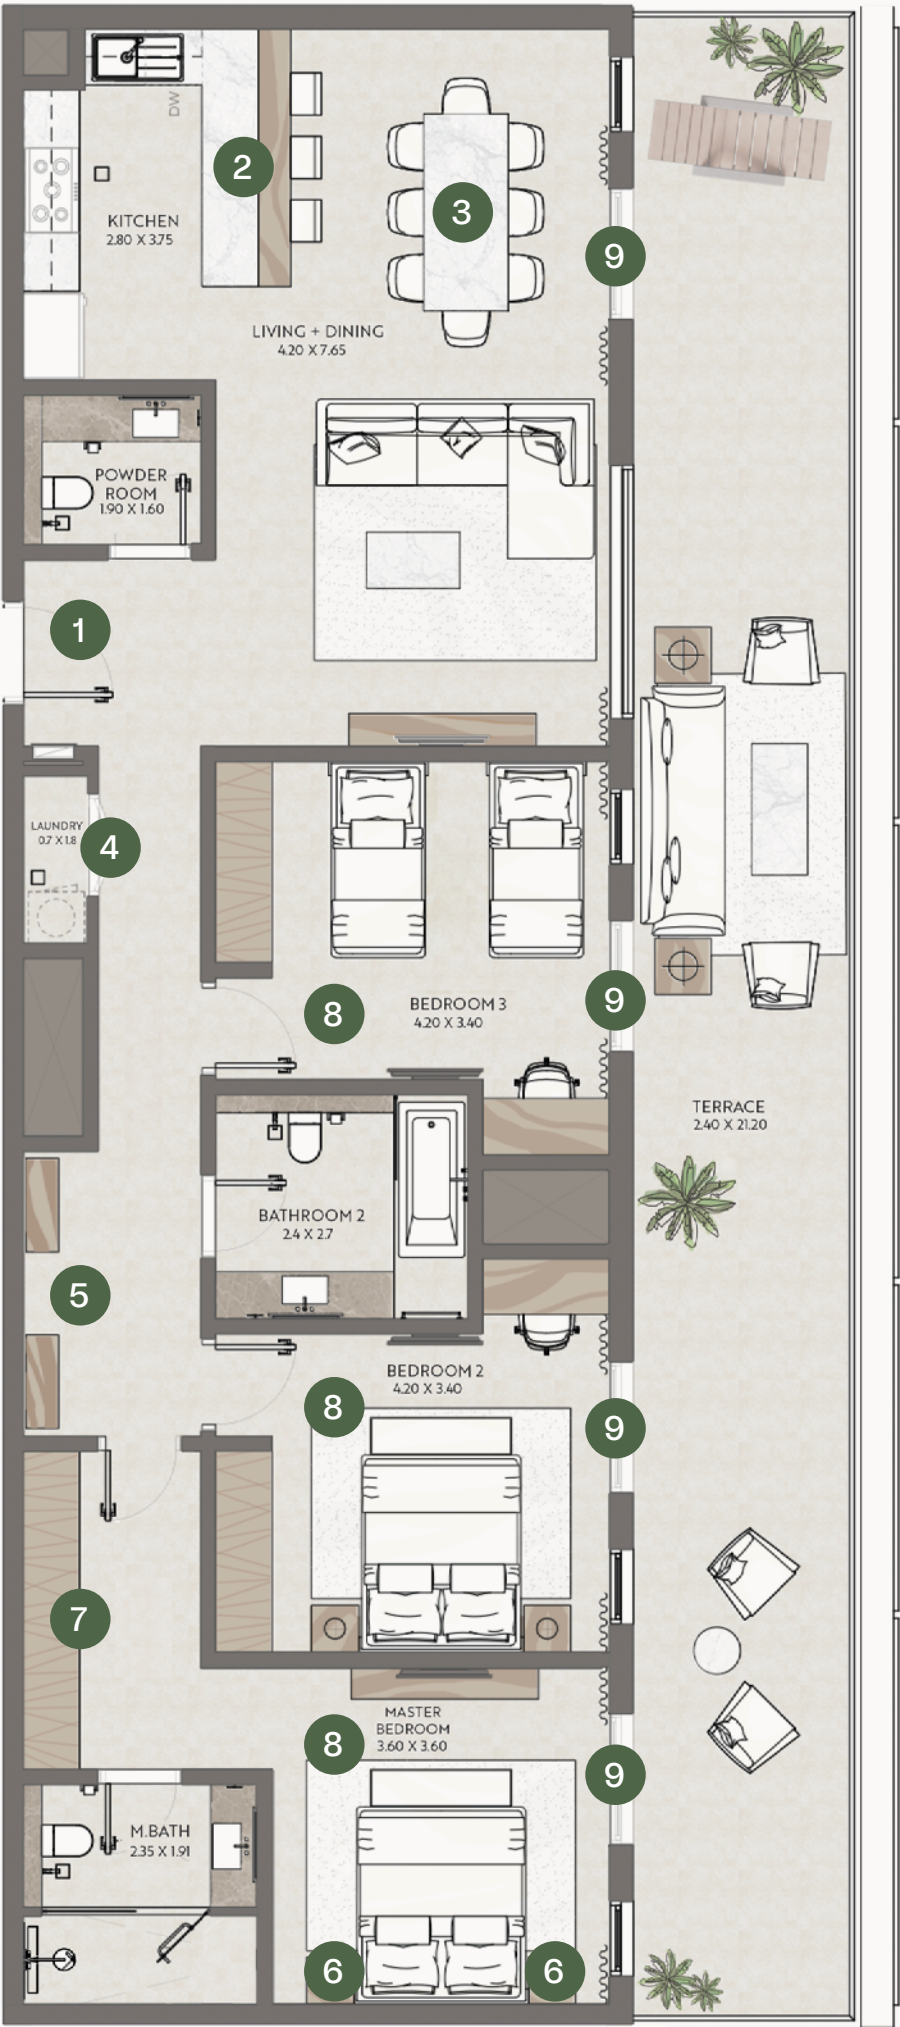 DW
2
3
KITCHEN
2.80 X 3.75
9
LIVING + DINING
4.20 X 7.65
POWDER
ROOM
1.90 X 1.60
1
LAUNDRY
0.7 X 1.8
4
8
BEDROOM 3
4.20 X 3.40
9
TERRACE
2.40 X 21.20
BATHROOM 2
2.4 X 2.7
5
BEDROOM 2
4.20 X 3.40
8
9
7
MASTER
BEDROOM
3.60 X 3.60
8
9
M.BATH
2.35 X 1.91
6
6